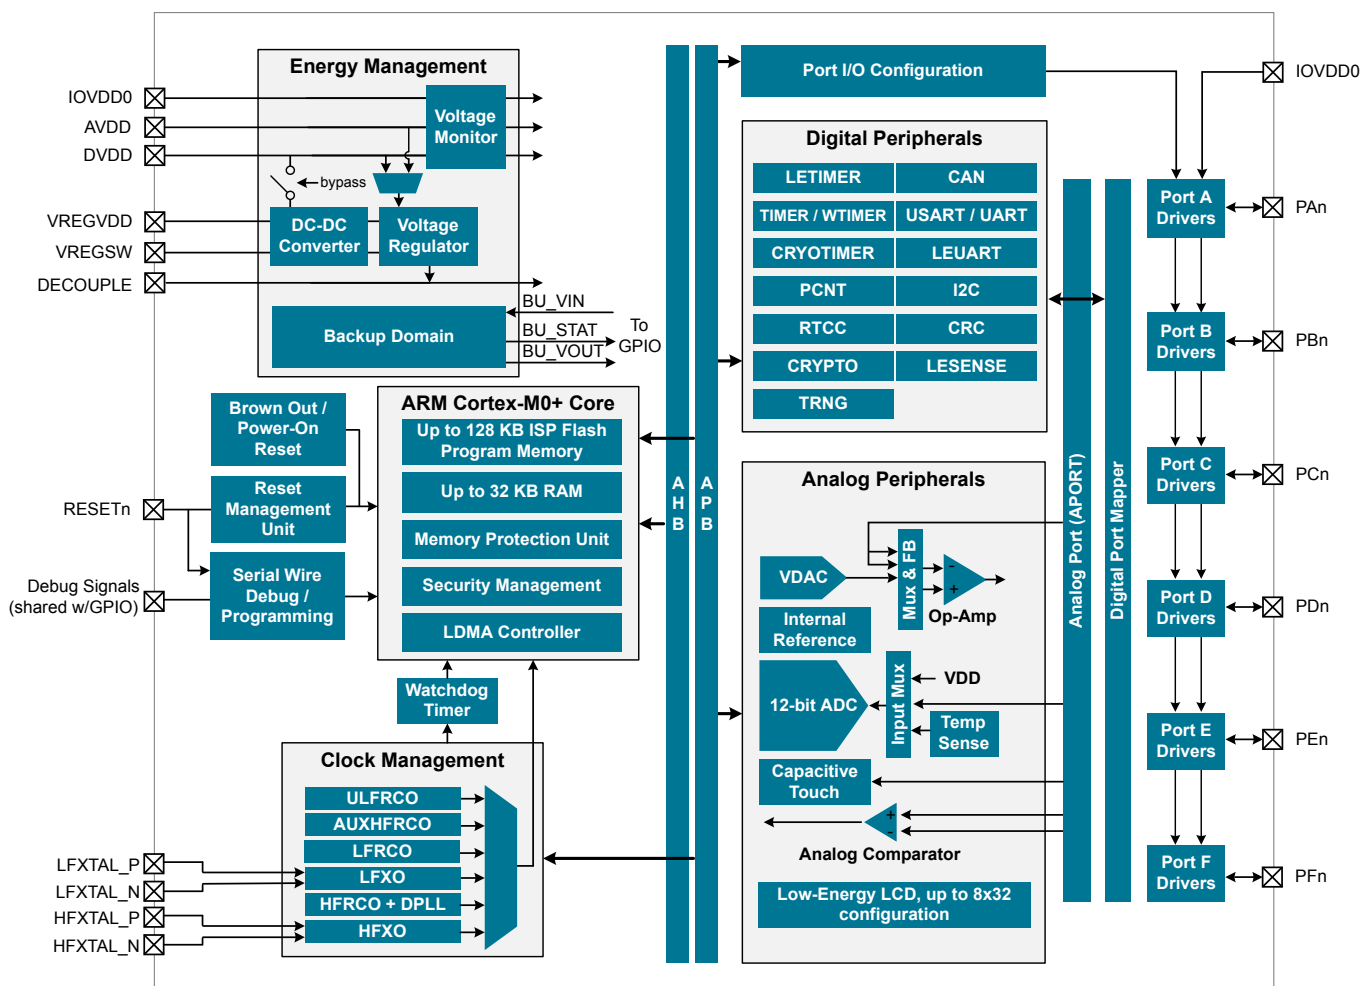 Energy Management
IOVDD0
AVDD
DVDD
Voltage
Monitor
bypass
VREGVDD
VREGSW
DECOUPLE
DC-DC
Converter
Voltage
Regulator
Backup Domain
BU_VIN
BU_STAT
BU_VOUT
To
GPIO
Brown Out /
Power-On
Reset
Reset
Management
Unit
Serial Wire
Debug /
Programming
RESETn
Debug Signals
(shared w/GPIO)
ARM Cortex-M0+ Core
Up to 128 KB ISP Flash
Program Memory
Up to 32 KB RAM
Memory Protection Unit
Security Management
LDMA Controller
Watchdog
Timer
Clock Management
ULFRCO
AUXHFRCO
LFRCO
LFXO
HFRCO + DPLL
HFXO
LFXTAL_P
LFXTAL_N
HFXTAL_P
HFXTAL_N
AHB
APB
Port I/O Configuration
Digital Peripherals
LETIMER
CAN
TIMER / WTIMER
USART / UART
CRYOTIMER
LEUART
PCNT
I2C
RTCC
CRC
CRYPTO
LESENSE
TRNG
Analog Peripherals
VDAC
Mux & FB
-
+
Op-Amp
Internal
Reference
12-bit ADC
Input Mux
VDD
Temp
Sense
Capacitive
Touch
+
-
Analog Comparator
Low-Energy LCD, up to 8x32
configuration
Analog Port (APORT)
Digital Port Mapper
IOVDD0
Port A
Drivers
PAn
Port B
Drivers
PBn
Port C
Drivers
PCn
Port D
Drivers
PDn
Port E
Drivers
PEn
Port F
Drivers
PFn